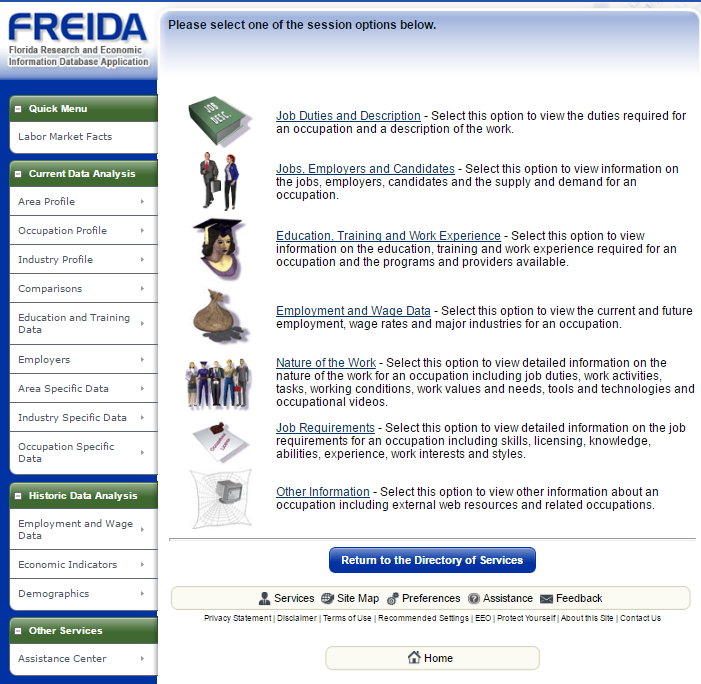 FREIDA
Florida Research and Economic
Information Database Application
Quick Menu
Labor Market Facts
Current Data Analysis
Area Profile
Occupation Profile
Industry Profile
Comparisons
Education and Training
Data
Employers
Area Specific Data
Industry Specific Data
Occupation Specific
Data
Historic Data Analysis
Employment and Wage
Data
Economic Indicators
Demographics
Other Services
Assistance Center
Please select one of the session options below.
JOB
DESC.
Job Duties and Description - Select this option to view the duties required for
an occupation and a description of the work.
Jobs, Employers and Candidates - Select this option to view information on
the jobs, employers, candidates and the supply and demand for an
occupation.
Education, Training and Work Experience - Select this option to view
information on the education, training and work experience required for an
occupation and the programs and providers available.
Employment and Wage Data - Select this option to view the current and future
employment, wage rates and major industries for an occupation.
Nature of the Work - Select this option to view detailed information on the
nature of the work for an occupation including job duties, work activities,
tasks, working conditions, work values and needs, tools and technologies and
occupational videos.
Job Requirements - Select this option to view detailed information on the job
requirements for an occupation including skills, licensing, knowledge,
abilities, experience, work interests and styles.
Other Information - Select this option to view other information about an
occupation including external web resources and related occupations.
Return to the Directory of Services
Services Site Map Preferences Assistance Feedback
Privacy Statement | Disclaimer | Terms of Use | Recommended Settings | EEO | Protect Yourself | About this Site | Contact Us
Home